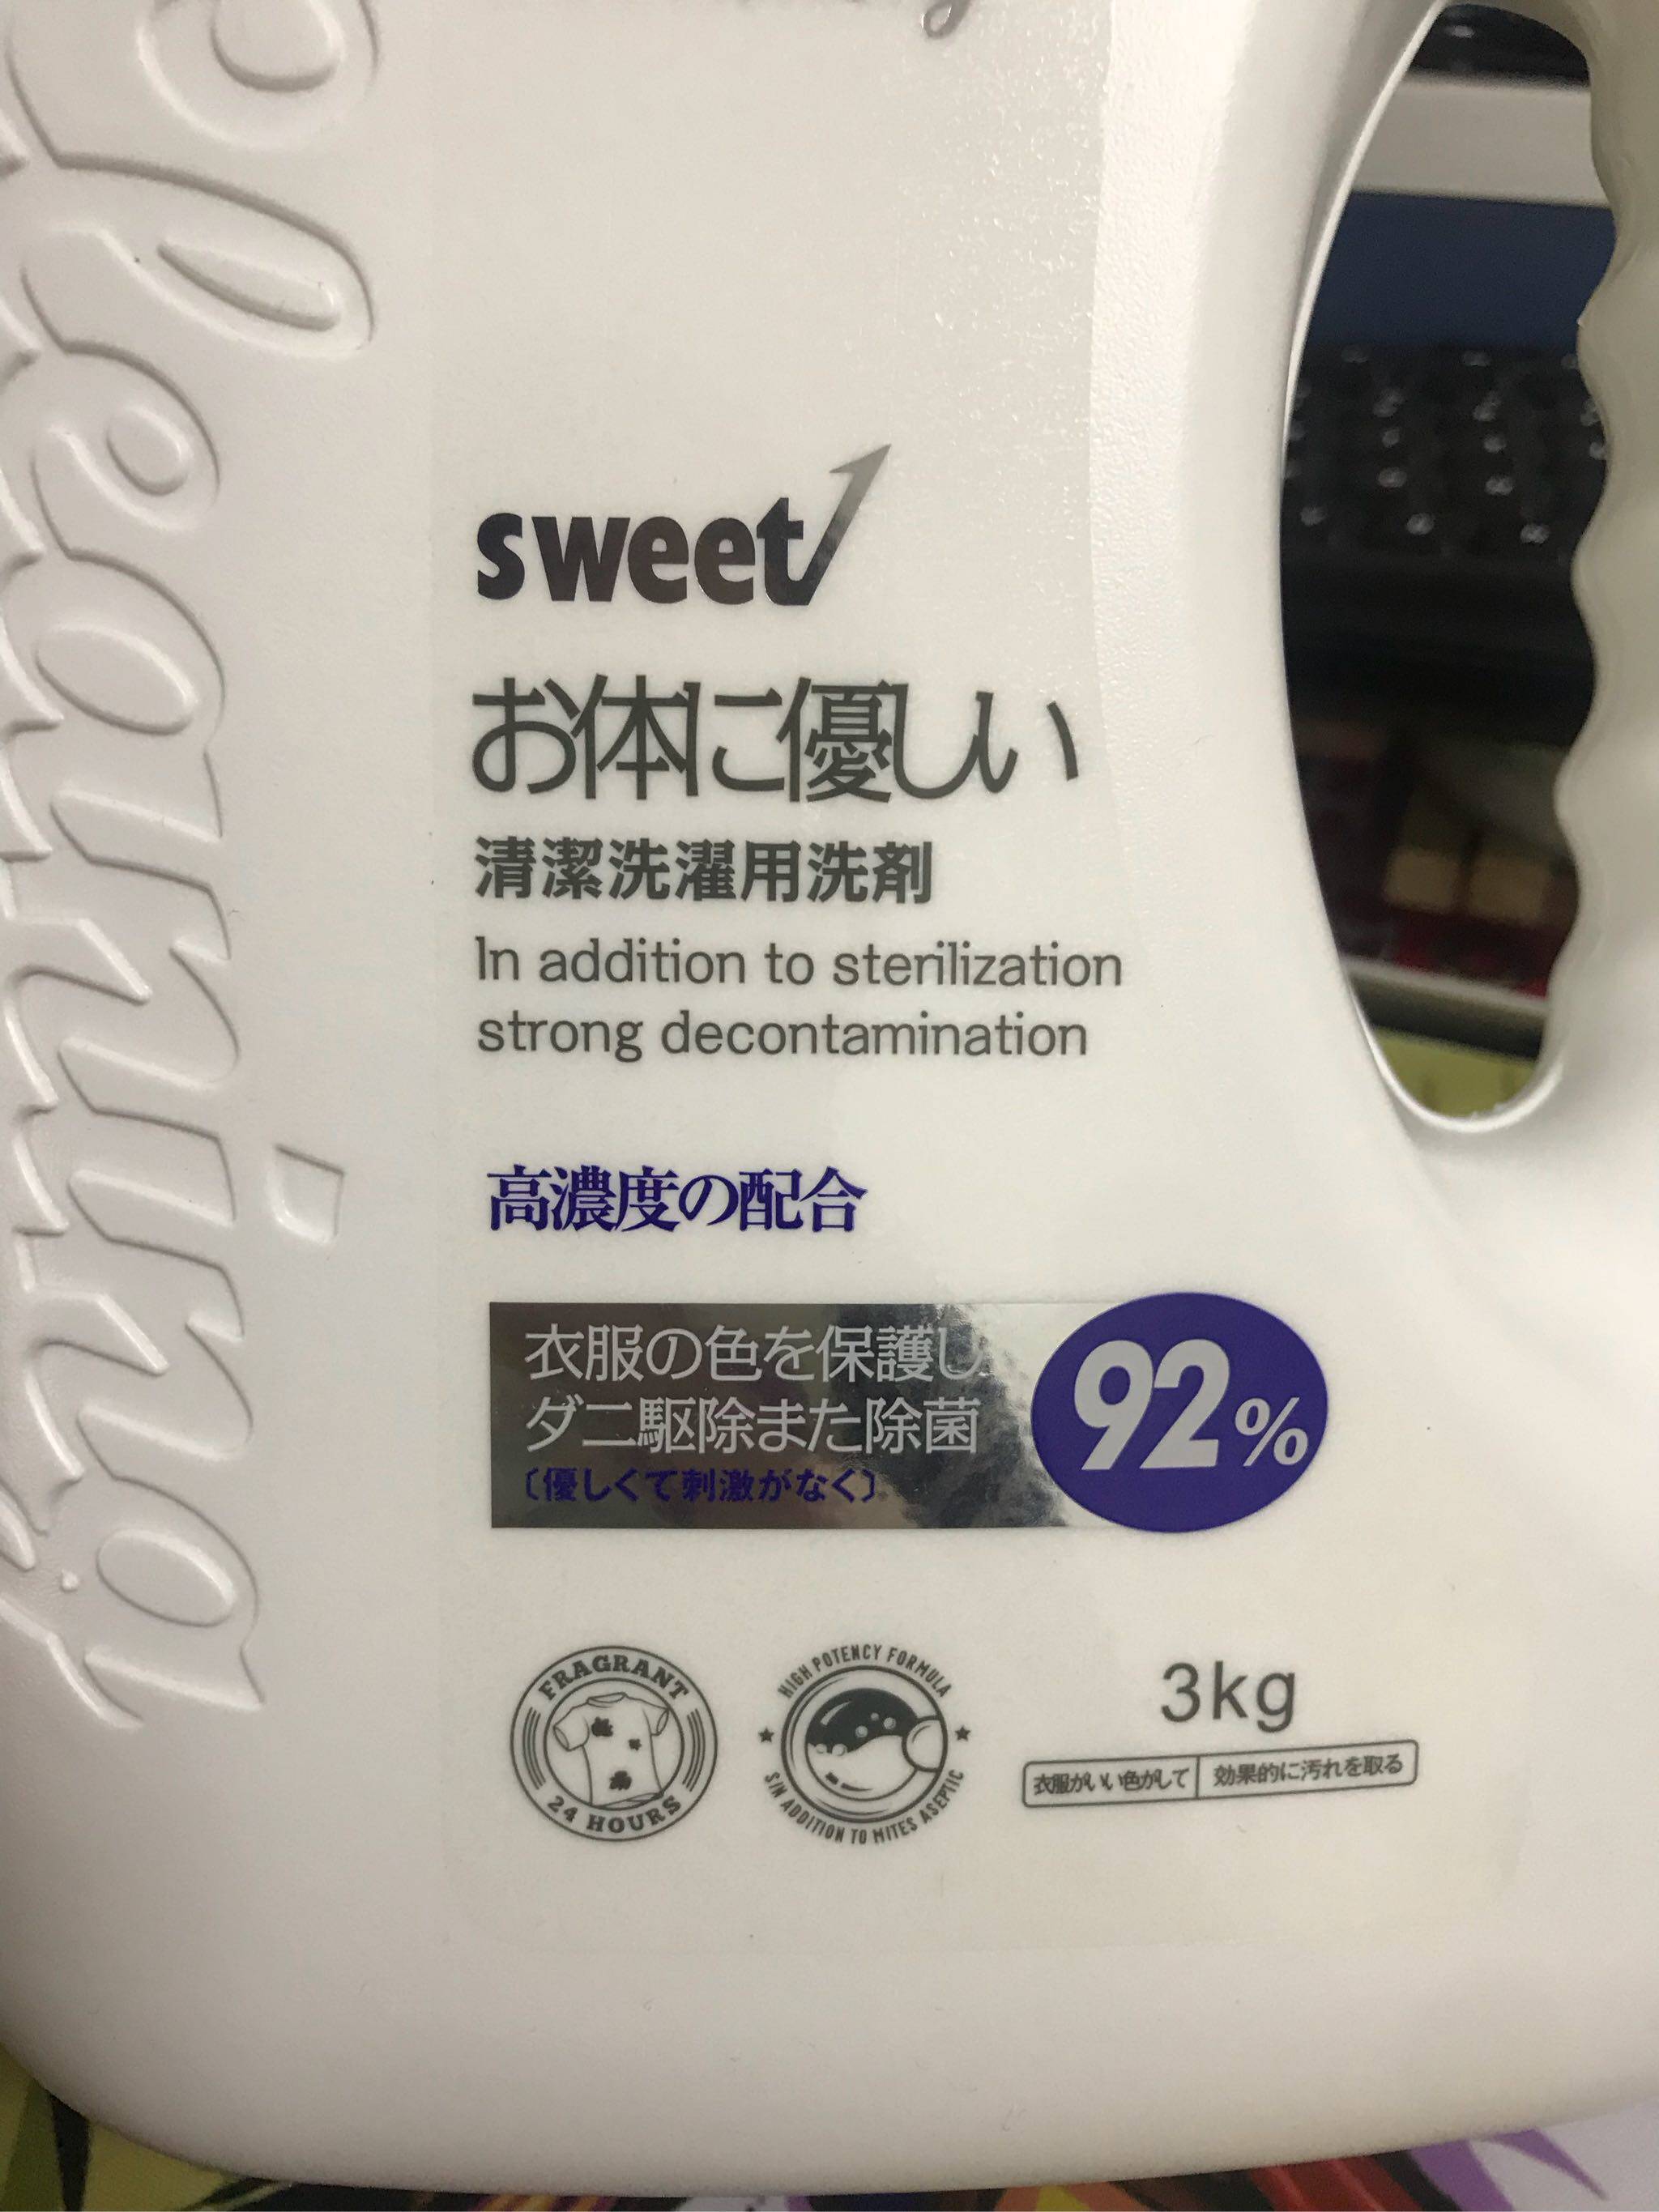 Cleaning
sweet
お体に優しい
清潔洗濯用洗剤
In addition to sterilization
strong decontamination
高濃度の配合
衣服の色を保護し
ダニ駆除また除菌
〔優しくて刺激がなく〕
92%
FRAGRANT
24 HOURS
HIGH POTENCY FORMULA
SIN ADDITION TO MITES ASEPTIC
3kg
衣服がいい色がして 効果的に汚れを取る